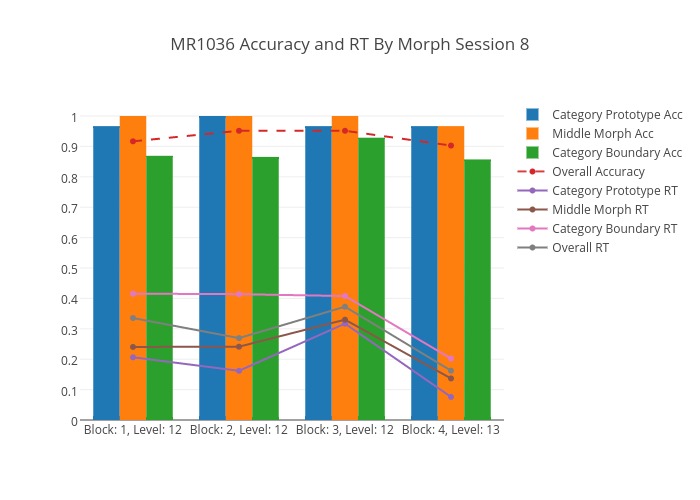 MR1036 Accuracy and RT By Morph Session 8
Category Prototype Acc
Middle Morph Acc
Category Boundary Acc
Overall Accuracy
Category Prototype RT
Middle Morph RT
Category Boundary RT
Overall RT
1
0.9
0.8
0.7
0.6
0.5
0.4
0.3
0.2
0.1
0
Block: 1, Level: 12 Block: 2, Level: 12 Block: 3, Level: 12 Block: 4, Level: 13